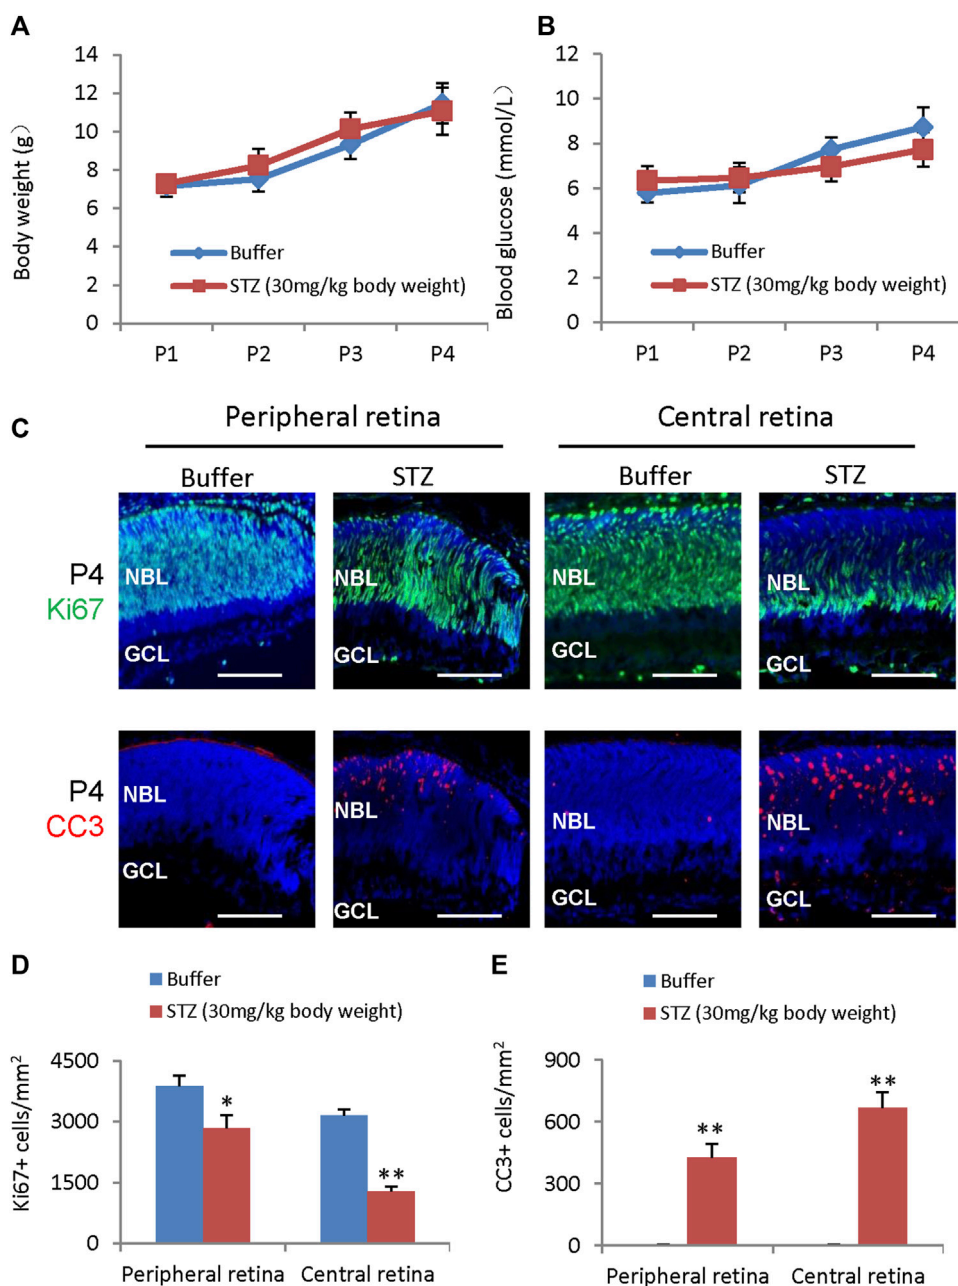 A
B
Body weight (g）
14
12
10
8
6
4
2
0
Buffer
STZ (30mg/kg body weight)
P1 P2 P3 P4
Blood glucose (mmol/L）
12
10
8
6
4
2
0
Buffer
STZ (30mg/kg body weight)
P1 P2 P3 P4
C
Peripheral retina Central retina
Buffer STZ Buffer STZ
P4
Ki67
NBL NBL NBL NBL
GCL GCL GCL GCL
P4
CC3
NBL NBL NBL NBL
GCL GCL GCL GCL
D
Buffer
STZ (30mg/kg body weight)
Ki67+ cells/mm²
4500
3000
1500
0
*
**
Peripheral retina Central retina
E
Buffer
STZ (30mg/kg body weight)
CC3+ cells/mm²
900
600
300
0
**
**
Peripheral retina Central retina